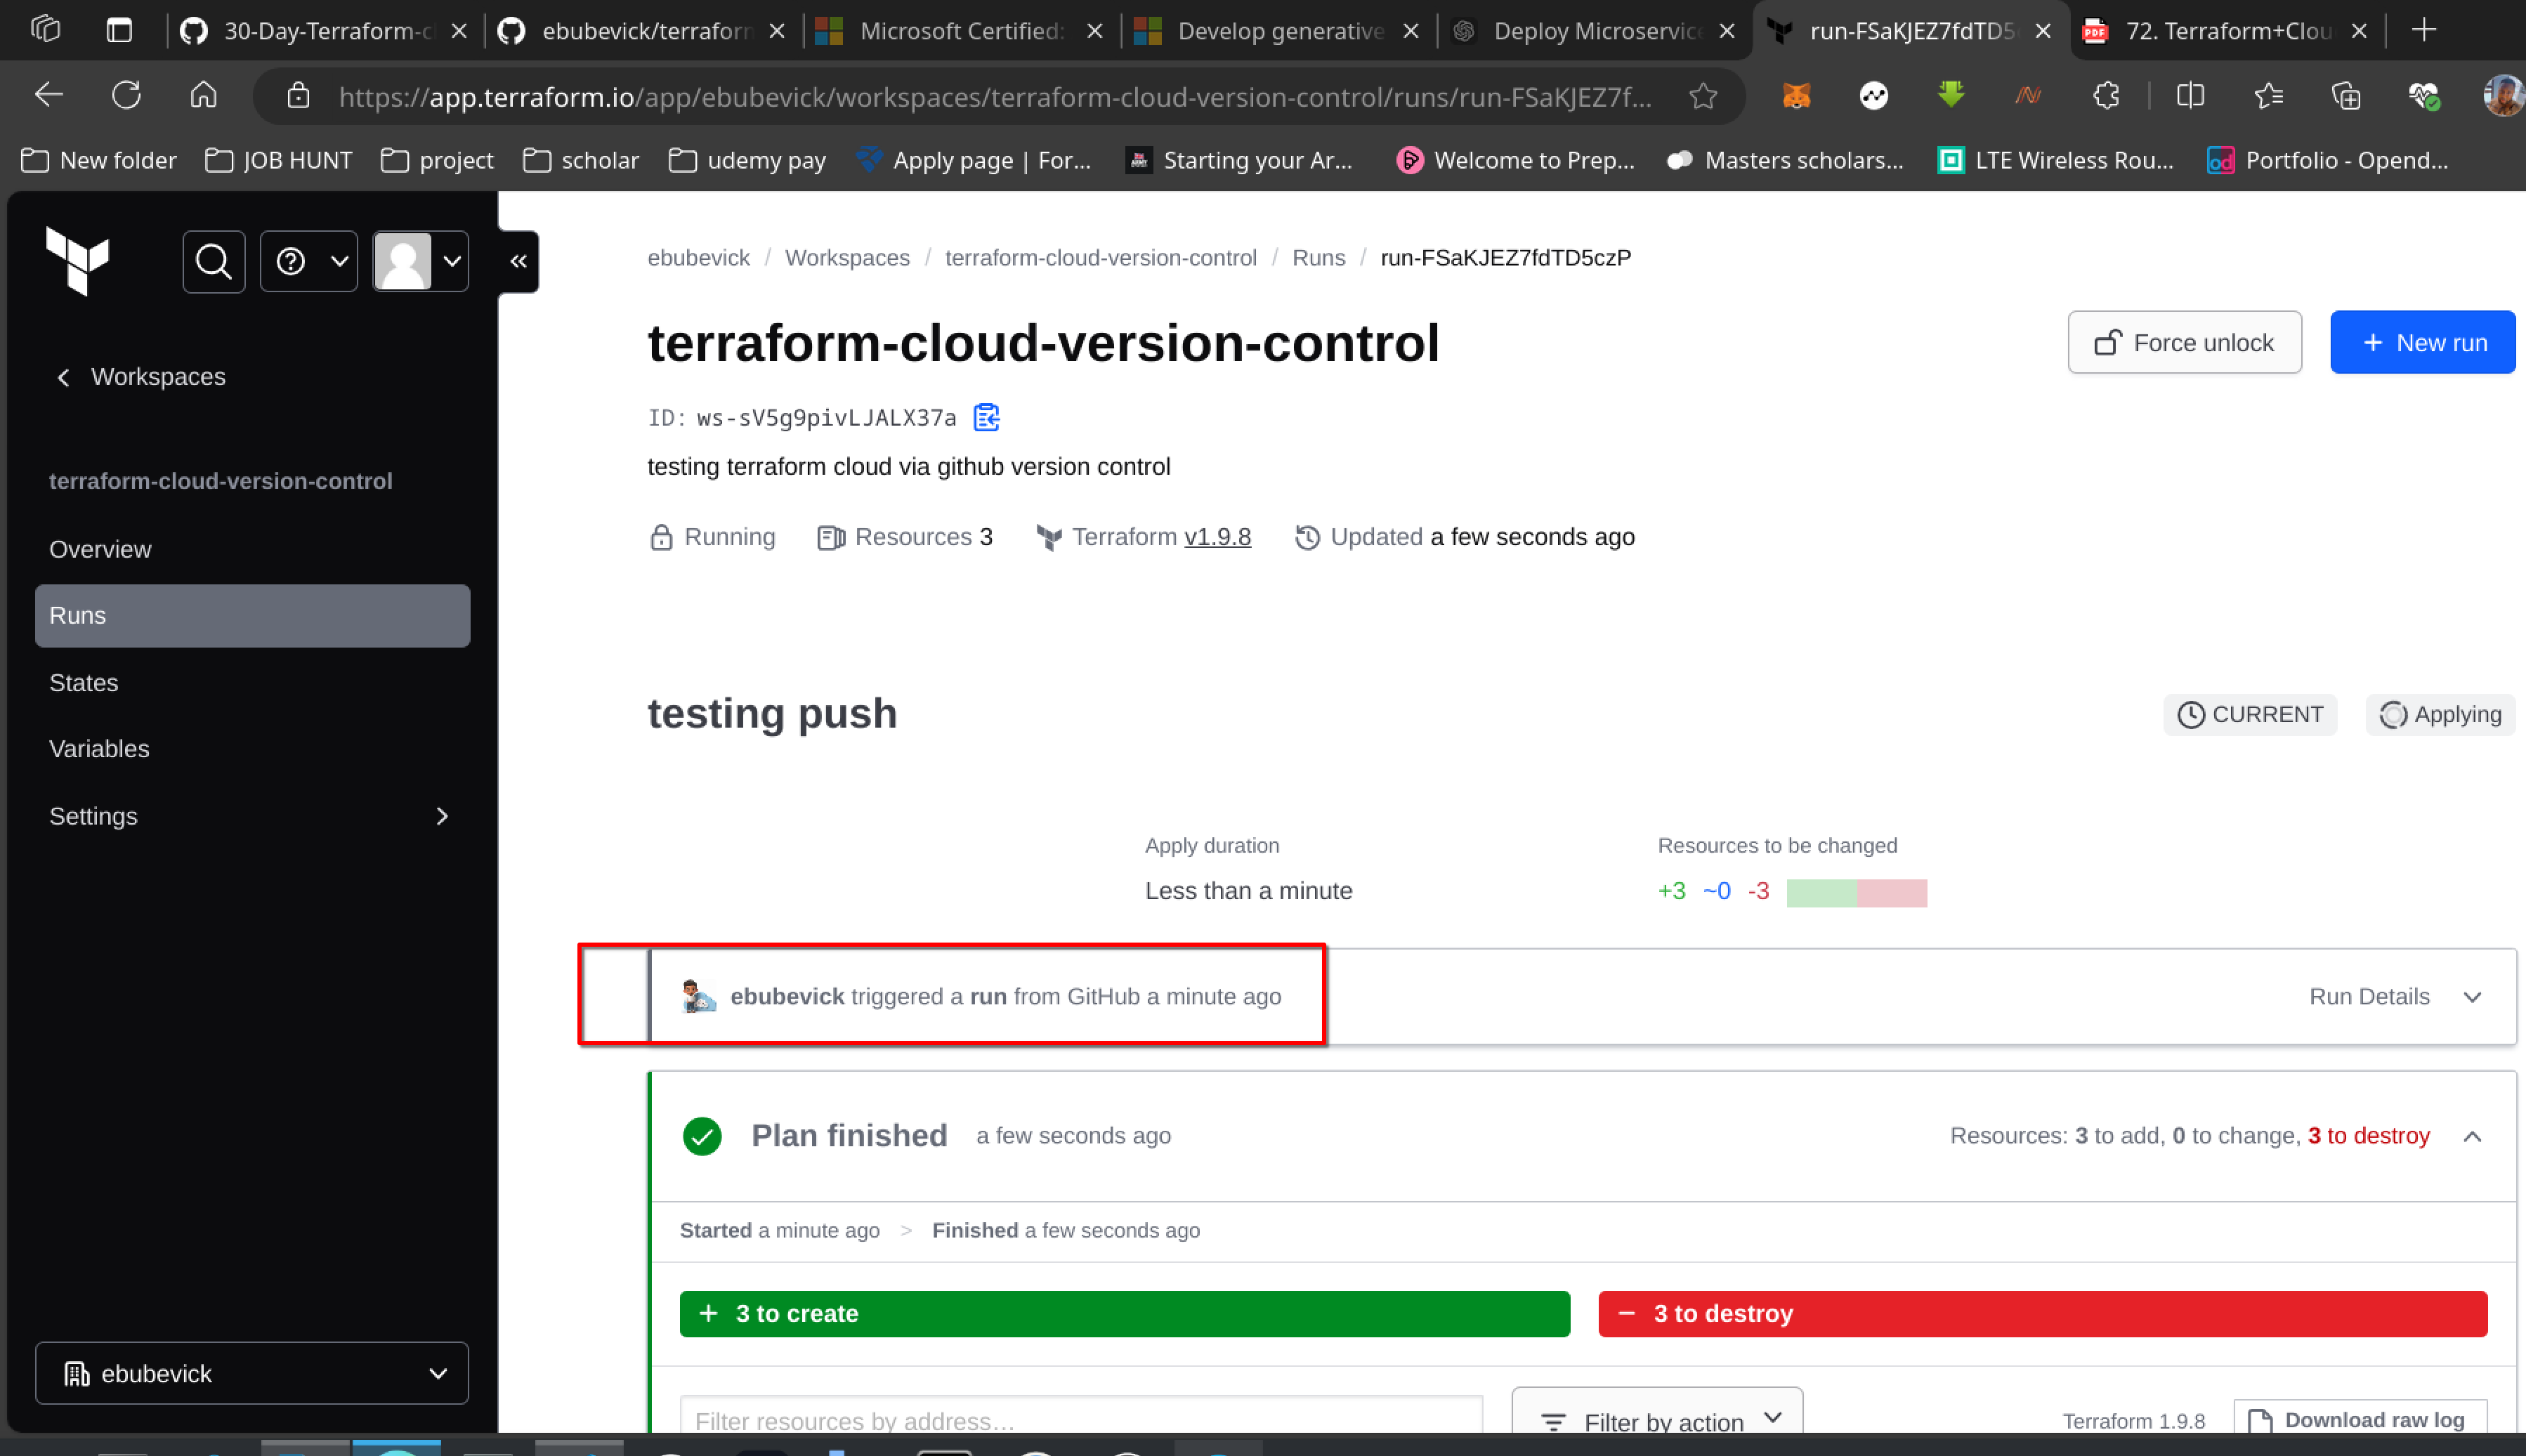 30-Day-Terraform-c
ebubevick/terraform
Microsoft Certified:
Develop generative
Deploy Microservice
run-FSaKJEZ7fdTD5c
PDF
72. Terraform+Clou
https://app.terraform.io/app/ebubevick/workspaces/terraform-cloud-version-control/runs/run-FSaKJEZ7f...
New folder
JOB HUNT
project
scholar
udemy pay
Apply page | For...
Starting your Ar...
Welcome to Prep...
Masters scholars...
LTE Wireless Rou...
od
Portfolio - Opend...
Workspaces
terraform-cloud-version-control
Overview
Runs
States
Variables
Settings
ebubevick
ebubevick / Workspaces / terraform-cloud-version-control / Runs / run-FSaKJEZ7fdTD5czP
terraform-cloud-version-control
Force unlock
+ New run
ID: ws-sV5g9pivLJALX37a
testing terraform cloud via github version control
Running
Resources 3
Terraform v1.9.8
Updated a few seconds ago
testing push
CURRENT
Applying
Apply duration
Less than a minute
Resources to be changed
+3 ~0 -3
ebubevick triggered a run from GitHub a minute ago
Run Details
Plan finished a few seconds ago
Resources: 3 to add, 0 to change, 3 to destroy
Started a minute ago > Finished a few seconds ago
+ 3 to create
− 3 to destroy
Filter resources by address...
Filter by action
Terraform 1.9.8
Download raw log